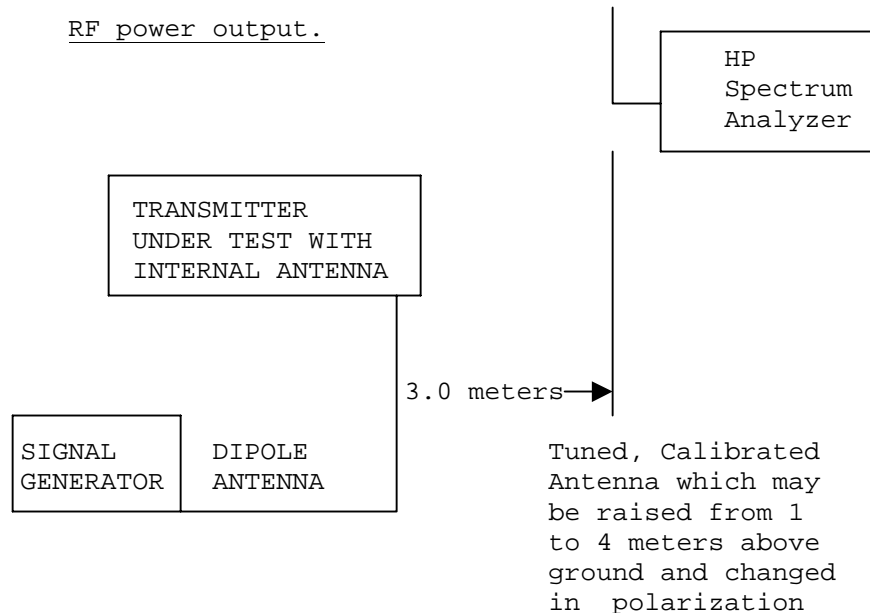 RF power output.
HP
Spectrum
Analyzer
TRANSMITTER
UNDER TEST WITH
INTERNAL ANTENNA
3.0 meters
SIGNAL
GENERATOR
DIPOLE
ANTENNA
Tuned, Calibrated
Antenna which may
be raised from 1
to 4 meters above
ground and changed
in polarization